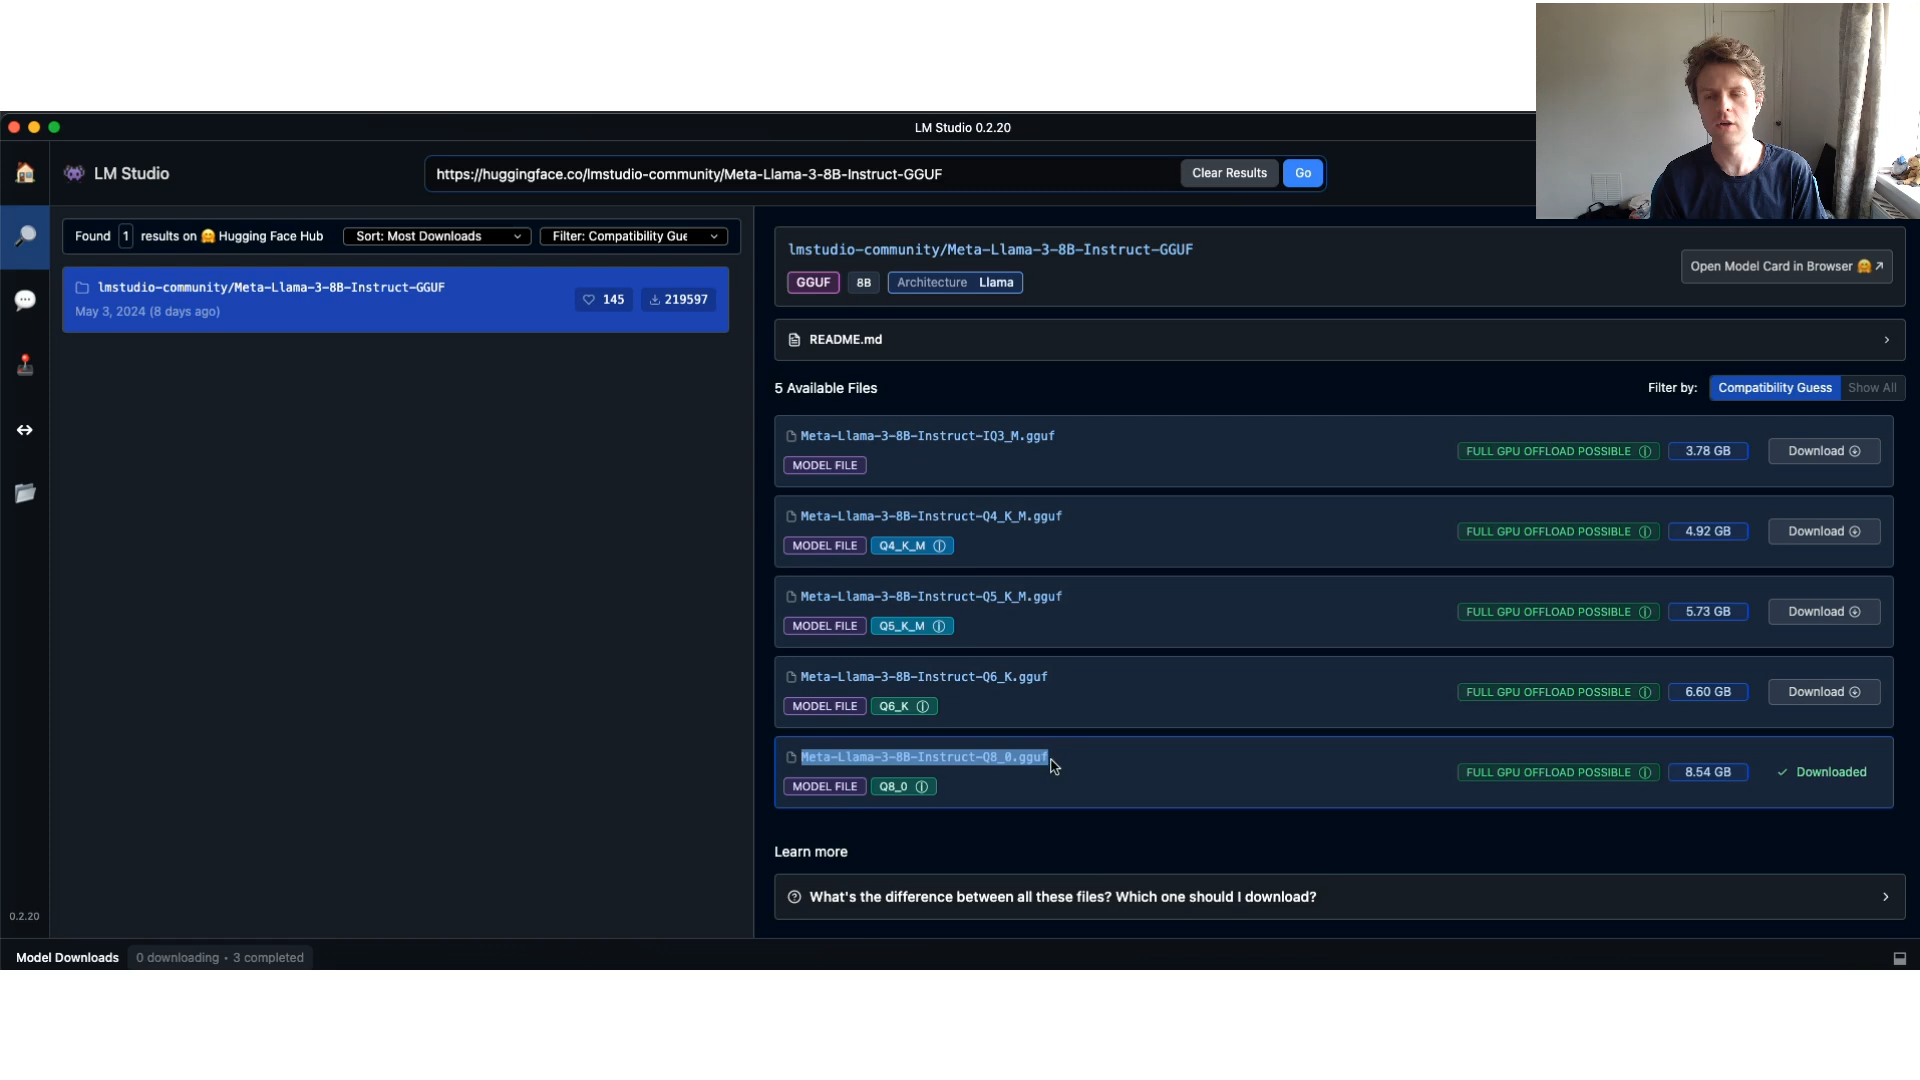 LM Studio 0.2.20
LM Studio
https://huggingface.co/lmstudio-community/Meta-Llama-3-8B-Instruct-GGUF
Clear Results
Go
Found 1 results on 🤗 Hugging Face Hub
Sort: Most Downloads
Filter: Compatibility Gue
lmstudio-community/Meta-Llama-3-8B-Instruct-GGUF
May 3, 2024 (8 days ago)
145
219597
lmstudio-community/Meta-Llama-3-8B-Instruct-GGUF
GGUF 8B Architecture Llama
Open Model Card in Browser 🤗↗
README.md
5 Available Files
Filter by: Compatibility Guess Show All
Meta-Llama-3-8B-Instruct-IQ3_M.gguf
MODEL FILE
FULL GPU OFFLOAD POSSIBLE 3.78 GB Download
Meta-Llama-3-8B-Instruct-Q4_K_M.gguf
MODEL FILE Q4_K_M
FULL GPU OFFLOAD POSSIBLE 4.92 GB Download
Meta-Llama-3-8B-Instruct-Q5_K_M.gguf
MODEL FILE Q5_K_M
FULL GPU OFFLOAD POSSIBLE 5.73 GB Download
Meta-Llama-3-8B-Instruct-Q6_K.gguf
MODEL FILE Q6_K
FULL GPU OFFLOAD POSSIBLE 6.60 GB Download
Meta-Llama-3-8B-Instruct-Q8_0.gguf
MODEL FILE Q8_0
FULL GPU OFFLOAD POSSIBLE 8.54 GB ✓ Downloaded
Learn more
What's the difference between all these files? Which one should I download?
0.2.20
Model Downloads 0 downloading • 3 completed